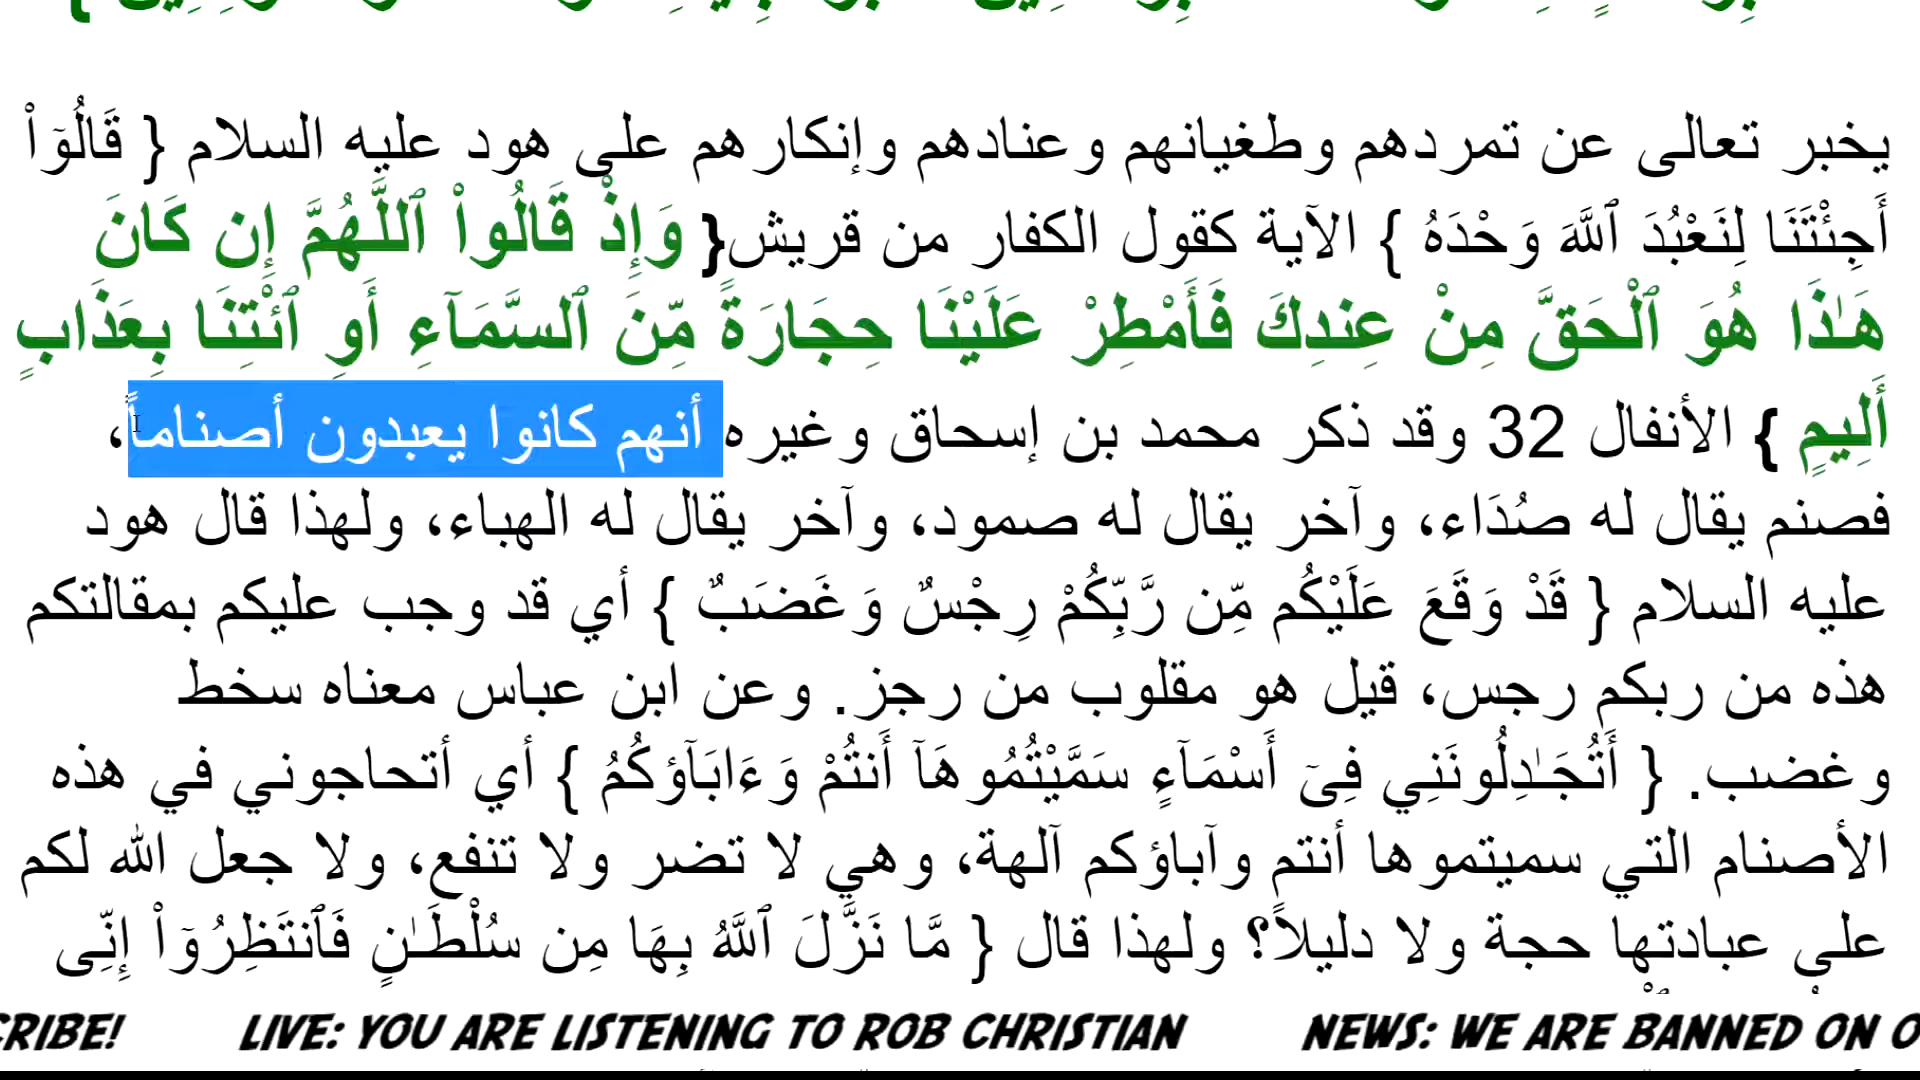 يخبر تعالى عن تمردهم وطغيانهم وعنادهم وإنكارهم على هود عليه السلام { قَالُوۤاْ
أَجِئْتَنَا لِنَعْبُدَ ٱللَّهَ وَحْدَهُ } الآية كقول الكفار من قريش{ وَإِذْ قَالُواْ ٱللَّهُمَّ إِن كَانَ
هَـٰذَا هُوَ ٱلْحَقَّ مِنْ عِندِكَ فَأَمْطِرْ عَلَيْنَا حِجَارَةً مِّنَ ٱلسَّمَآءِ أَوِ ٱئْتِنَا بِعَذَابٍ
أَلِيمٍ } الأنفال 32 وقد ذكر محمد بن إسحاق وغيره أنهم كانوا يعبدون أصناماً،
فصنم يقال له صُدَاء، وآخر يقال له صمود، وآخر يقال له الهباء، ولهذا قال هود
عليه السلام { قَدْ وَقَعَ عَلَيْكُم مِّن رَّبِّكُمْ رِجْسٌ وَغَضَبٌ } أي قد وجب عليكم بمقالتكم
هذه من ربكم رجس، قيل هو مقلوب من رجز. وعن ابن عباس معناه سخط
وغضب. { أَتُجَـٰدِلُونَنِي فِىۤ أَسْمَآءٍ سَمَّيْتُمُوهَآ أَنتُمْ وَءَابَآؤكُمُ } أي أتحاجوني في هذه
الأصنام التي سميتموها أنتم وآباؤكم آلهة، وهي لا تضر ولا تنفع، ولا جعل الله لكم
على عبادتها حجة ولا دليلاً؟ ولهذا قال { مَّا نَزَّلَ ٱللَّهُ بِهَا مِن سُلْطَـٰنٍ فَٱنتَظِرُوۤاْ إِنِّى
CRIBE! LIVE: YOU ARE LISTENING TO ROB CHRISTIAN NEWS: WE ARE BANNED ON O